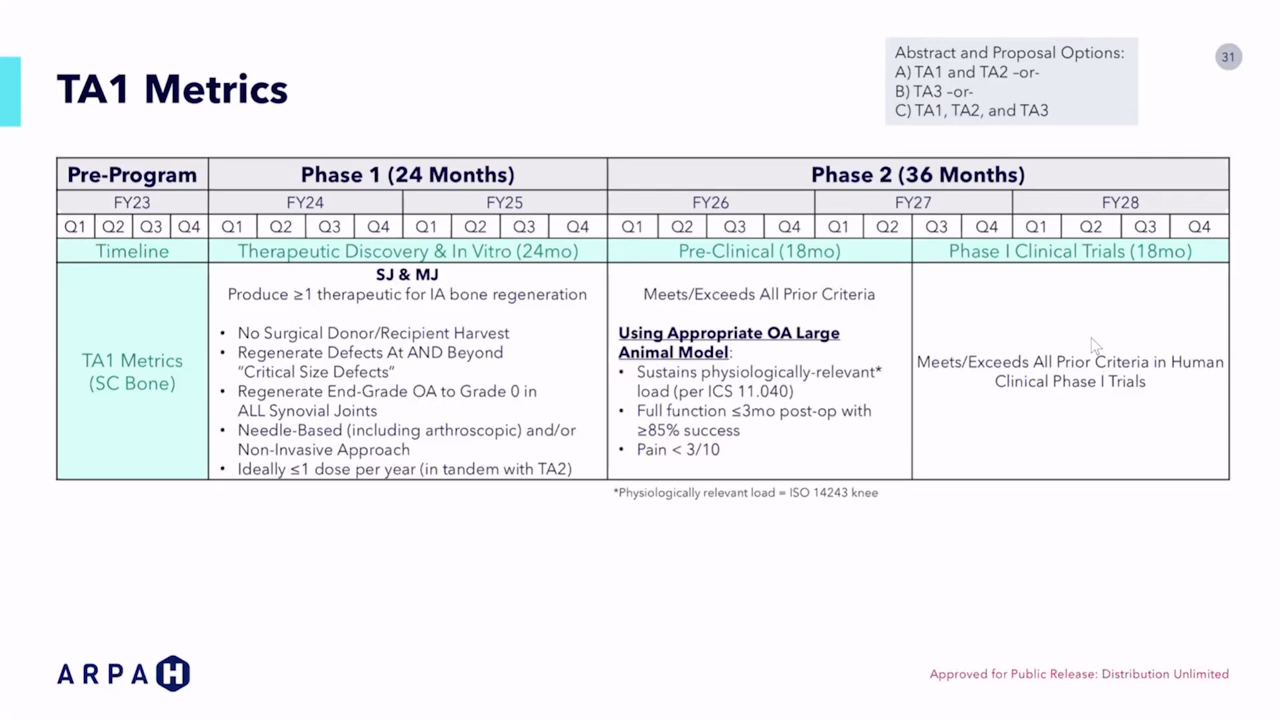 Abstract and Proposal Options:
A) TA1 and TA2 –or-
B) TA3 –or-
C) TA1, TA2, and TA3
31
TA1 Metrics
Pre-Program Phase 1 (24 Months) Phase 2 (36 Months)
FY23 FY24 FY25 FY26 FY27 FY28
Q1 Q2 Q3 Q4 Q1 Q2 Q3 Q4 Q1 Q2 Q3 Q4 Q1 Q2 Q3 Q4 Q1 Q2 Q3 Q4 Q1 Q2 Q3 Q4
Timeline Therapeutic Discovery & In Vitro (24mo) Pre-Clinical (18mo) Phase I Clinical Trials (18mo)
TA1 Metrics
(SC Bone)
SJ & MJ
Produce ≥1 therapeutic for IA bone regeneration
• No Surgical Donor/Recipient Harvest
• Regenerate Defects At AND Beyond
"Critical Size Defects"
• Regenerate End-Grade OA to Grade 0 in
ALL Synovial Joints
• Needle-Based (including arthroscopic) and/or
Non-Invasive Approach
• Ideally ≤1 dose per year (in tandem with TA2)
Meets/Exceeds All Prior Criteria
Using Appropriate OA Large
Animal Model:
• Sustains physiologically-relevant*
load (per ICS 11.040)
• Full function ≤3mo post-op with
≥85% success
• Pain < 3/10
Meets/Exceeds All Prior Criteria in Human
Clinical Phase I Trials
*Physiologically relevant load = ISO 14243 knee
ARPA H
Approved for Public Release: Distribution Unlimited